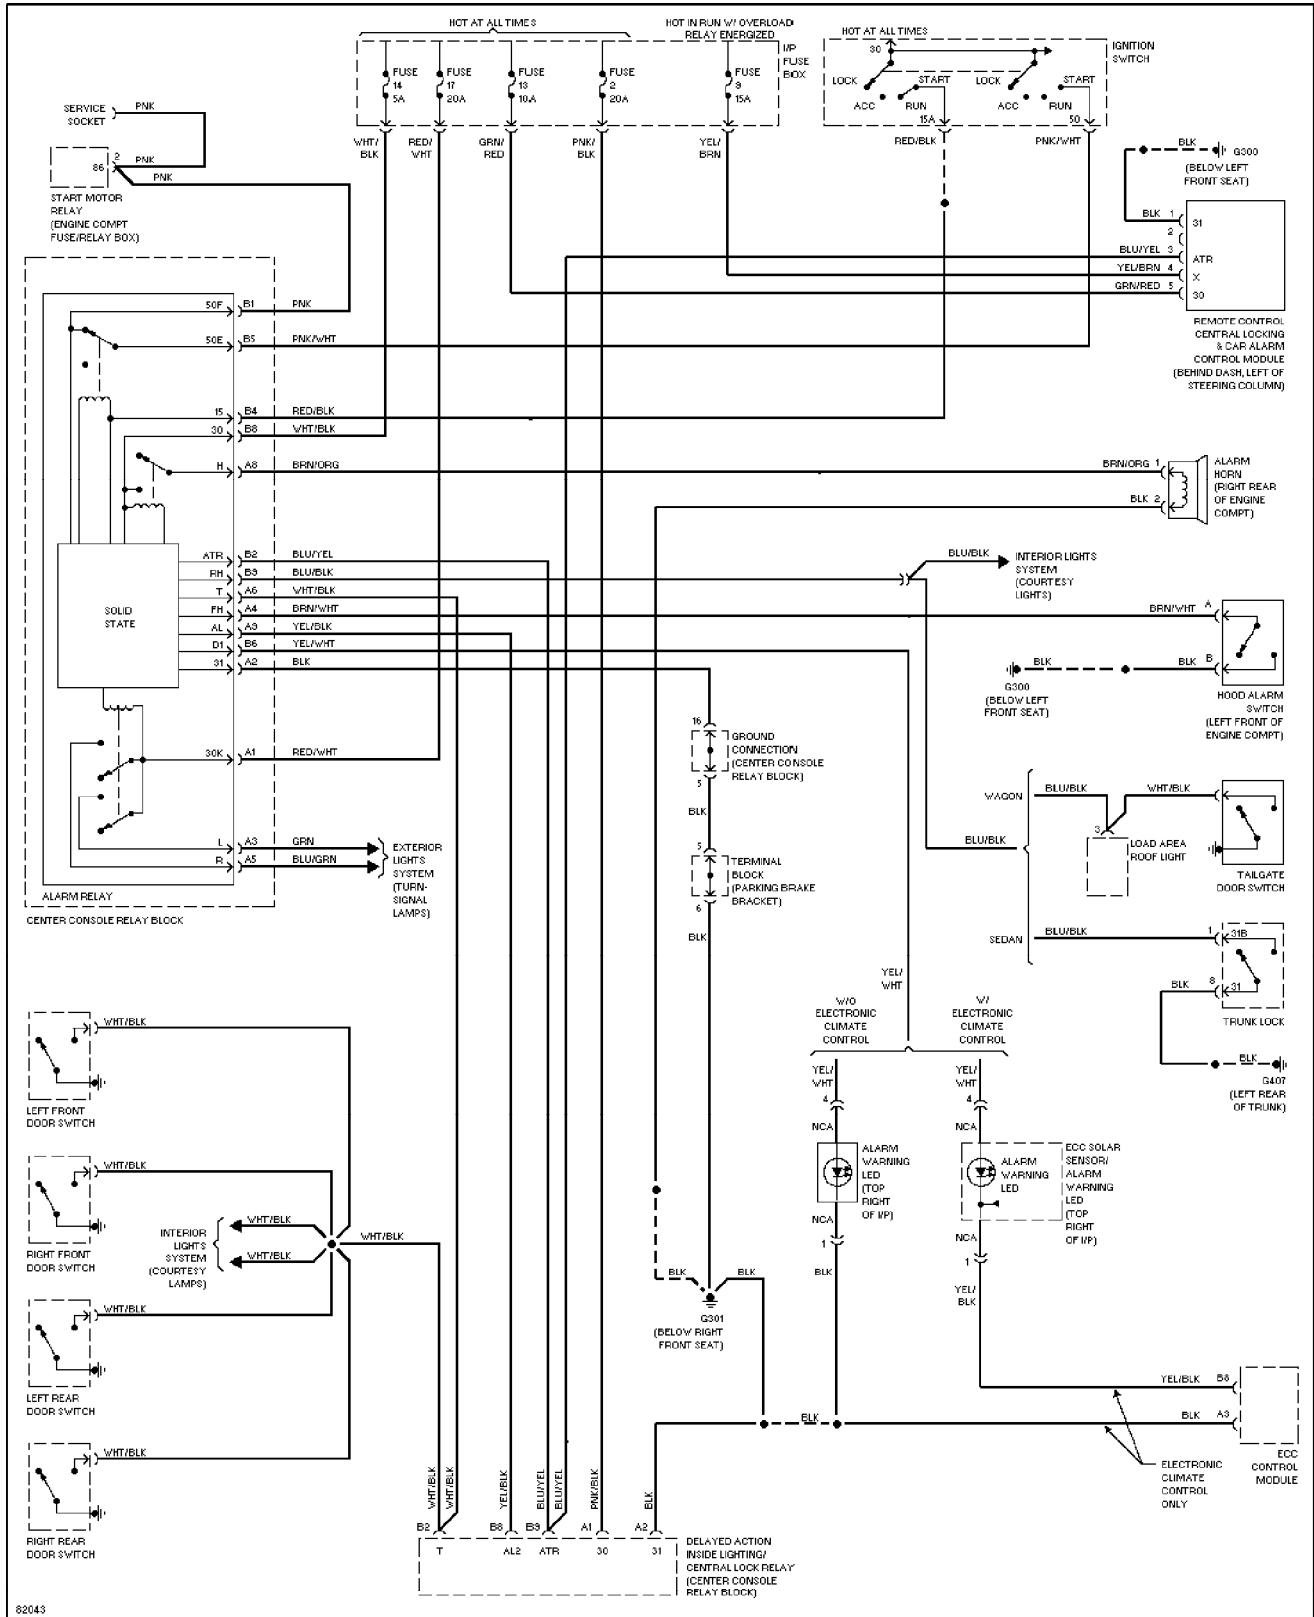 HOT AT ALL TIMES
HOT IN RUN W/ OVERLOAD
RELAY ENERGIZED
HOT AT ALL TIMES
I/P
FUSE
BOX
FUSE
14
5A
FUSE
17
20A
FUSE
13
10A
FUSE
2
20A
FUSE
9
15A
30
LOCK
START
ACC
RUN
15A
LOCK
START
ACC
RUN
50
IGNITION
SWITCH
WHT/
BLK
RED/
WHT
GRN/
RED
PNK/
BLK
YEL/
BRN
RED/BLK
PNK/WHT
SERVICE
SOCKET
PNK
86
2
PNK
PNK
START MOTOR
RELAY
(ENGINE COMPT
FUSE/RELAY BOX)
BLK
G300
(BELOW LEFT
FRONT SEAT)
BLK 1
31
2
BLU/YEL 3
ATR
YEL/BRN 4
X
GRN/RED 5
30
REMOTE CONTROL
CENTRAL LOCKING
& CAR ALARM
CONTROL MODULE
(BEHIND DASH, LEFT OF
STEERING COLUMN)
50F B1 PNK
50E B5 PNK/WHT
15 B4 RED/BLK
30 B8 WHT/BLK
H A8 BRN/ORG
BRN/ORG 1
BLK 2
ALARM
HORN
(RIGHT REAR
OF ENGINE
COMPT)
SOLID
STATE
ATR B2 BLU/YEL
RH B9 BLU/BLK
T A6 WHT/BLK
FH A4 BRN/WHT
AL A9 YEL/BLK
D1 B6 YEL/WHT
31 A2 BLK
30K A1 RED/WHT
L A3 GRN
R A5 BLU/GRN
EXTERIOR
LIGHTS
SYSTEM
(TURN-
SIGNAL
LAMPS)
ALARM RELAY
CENTER CONSOLE RELAY BLOCK
BLU/BLK
INTERIOR LIGHTS
SYSTEM
(COURTESY
LIGHTS)
BRN/WHT A
BLK B
BLK
G300
(BELOW LEFT
FRONT SEAT)
HOOD ALARM
SWITCH
(LEFT FRONT OF
ENGINE COMPT)
16
GROUND
CONNECTION
(CENTER CONSOLE
RELAY BLOCK)
5
BLK
5
TERMINAL
BLOCK
(PARKING BRAKE
BRACKET)
6
BLK
BLU/BLK
WAGON
BLU/BLK
WHT/BLK
3
LOAD AREA
ROOF LIGHT
TAILGATE
DOOR SWITCH
SEDAN
BLU/BLK
1
31B
BLK
8
31
TRUNK LOCK
BLK
G407
(LEFT REAR
OF TRUNK)
YEL/
WHT
W/O
ELECTRONIC
CLIMATE
CONTROL
W/
ELECTRONIC
CLIMATE
CONTROL
YEL/
WHT
4
NCA
ALARM
WARNING
LED
(TOP
RIGHT
OF I/P)
NCA
1
BLK
YEL/
WHT
4
NCA
ALARM
WARNING
LED
ECC SOLAR
SENSOR/
ALARM
WARNING
LED
(TOP
RIGHT
OF I/P)
NCA
1
YEL/
BLK
WHT/BLK
LEFT FRONT
DOOR SWITCH
WHT/BLK
RIGHT FRONT
DOOR SWITCH
INTERIOR
LIGHTS
SYSTEM
(COURTESY
LAMPS)
WHT/BLK
WHT/BLK
WHT/BLK
WHT/BLK
LEFT REAR
DOOR SWITCH
WHT/BLK
RIGHT REAR
DOOR SWITCH
BLK
BLK
G301
(BELOW RIGHT
FRONT SEAT)
BLK
YEL/BLK B8
BLK A3
ECC
CONTROL
MODULE
ELECTRONIC
CLIMATE
CONTROL
ONLY
WHT/BLK
WHT/BLK
YEL/BLK
BLU/YEL
BLU/YEL
PNK/BLK
BLK
B2
B8
B9
A1
A2
T
AL2
ATR
30
31
DELAYED ACTION
INSIDE LIGHTING/
CENTRAL LOCK RELAY
(CENTER CONSOLE
RELAY BLOCK)
82043